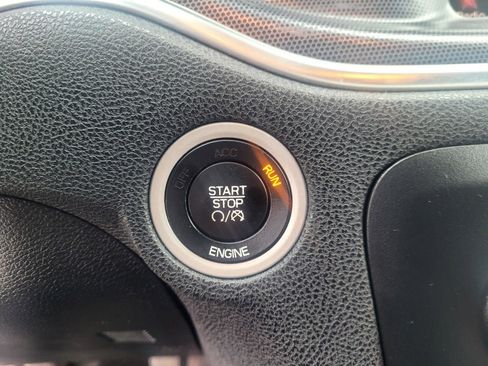 OFF ACC RUN
START
STOP
ENGINE